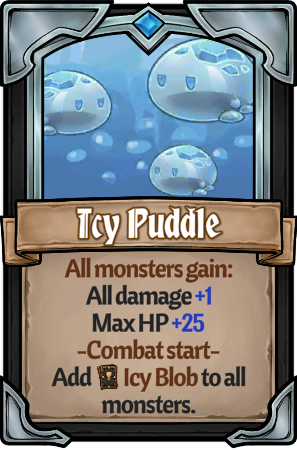 Icy Puddle
All monsters gain:
All damage +1
Max HP +25
-Combat start-
Add Icy Blob to all
monsters.